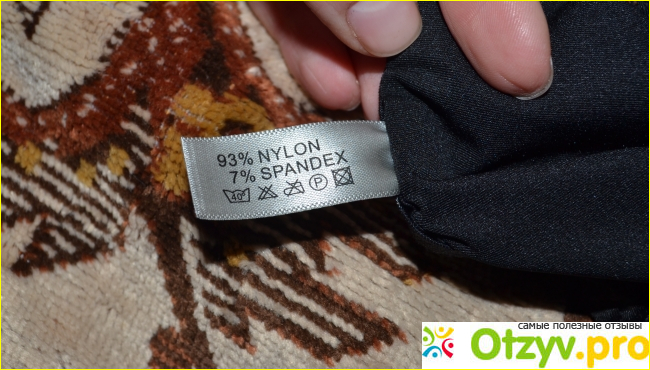 93% NYLON
7% SPANDEX
40°
P
самые полезные отзывы
Otzyv.pro